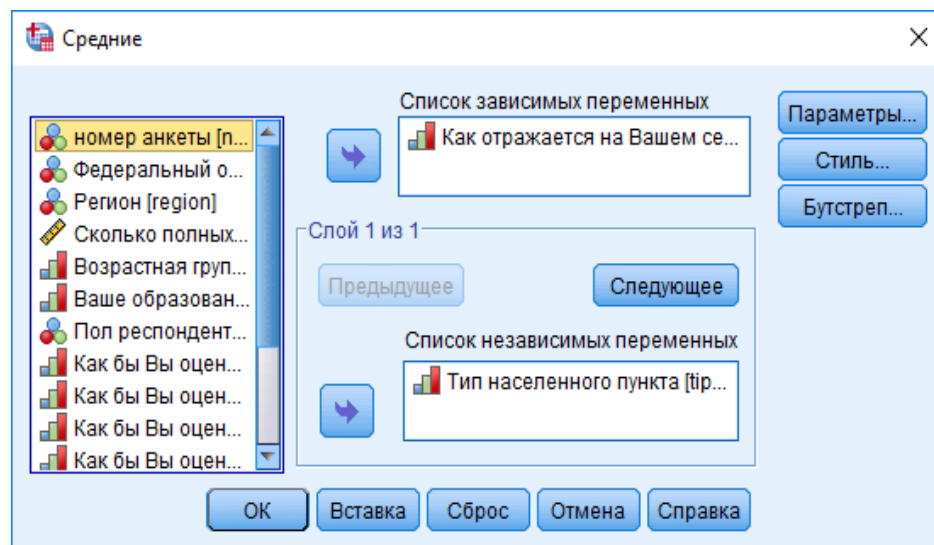 Средние
номер анкеты [n...
Федеральный о...
Регион [region]
Сколько полных...
Возрастная груп...
Ваше образован...
Пол респондент...
Как бы Вы оцен...
Как бы Вы оцен...
Как бы Вы оцен...
Как бы Вы оцен...
Список зависимых переменных
Как отражается на Вашем се...
Слой 1 из 1
Предыдущее
Следующее
Список независимых переменных
Тип населенного пункта [tip...
Параметры...
Стиль...
Бутстреп...
ОК
Вставка
Сброс
Отмена
Справка